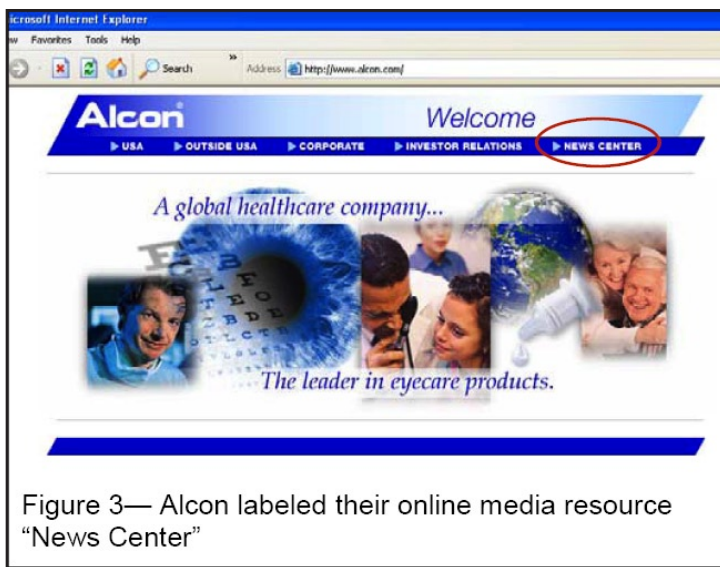 icrosoft Internet Explorer
ew Favorites Tools Help
Search » Address http://www.alcon.com/
Alcon® Welcome
USA OUTSIDE USA CORPORATE INVESTOR RELATIONS NEWS CENTER
A global healthcare company...
The leader in eyecare products.
Figure 3— Alcon labeled their online media resource
“News Center”